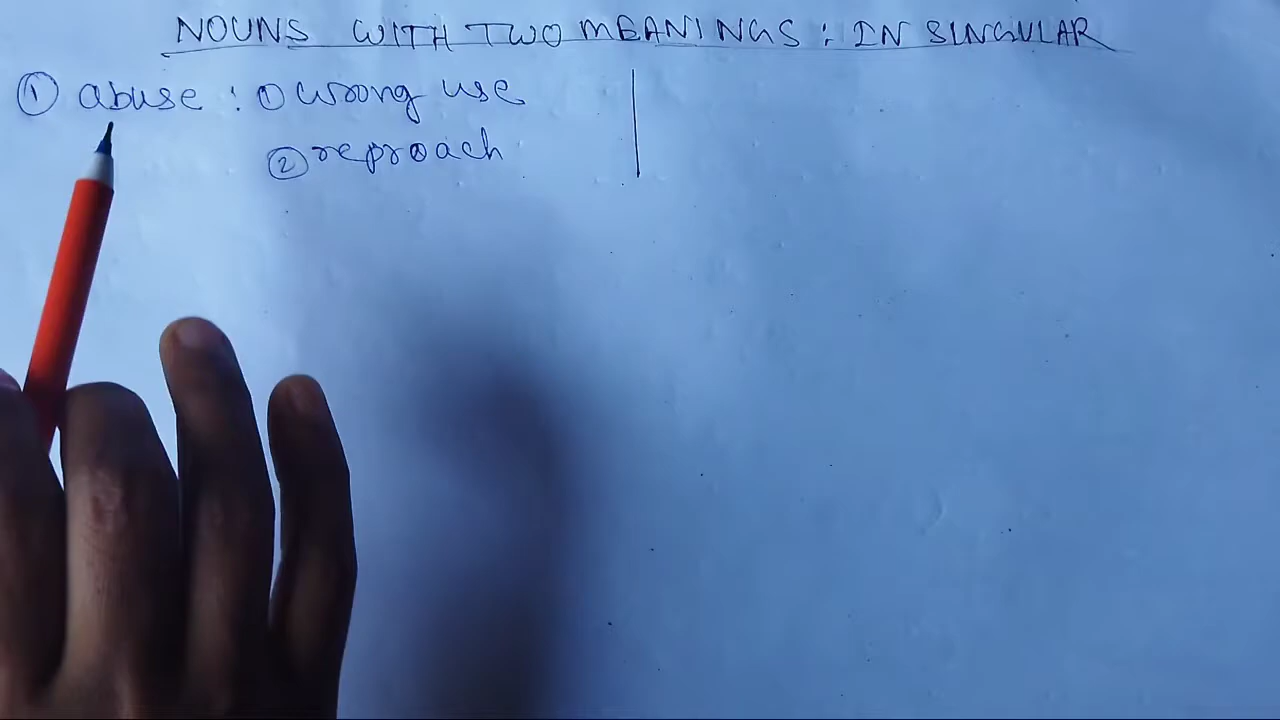 NOUNS WITH TWO MEANINGS : IN SINGULAR
① abuse : ① wrong use
② reproach